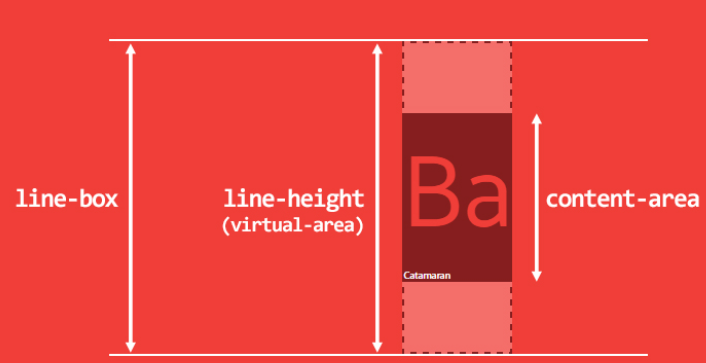 Ba
line-box
line-height
(virtual-area)
content-area
Catamaran